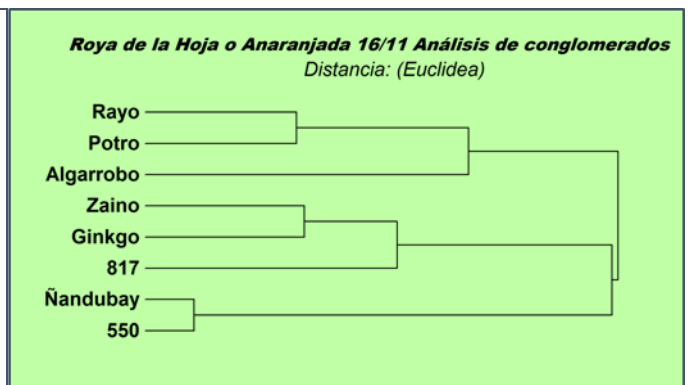 Roya de la Hoja o Anaranjada 16/11 Análisis de conglomerados
Distancia: (Euclidea)
Rayo
Potro
Algarrobo
Zaino
Ginkgo
817
Ñandubay
550